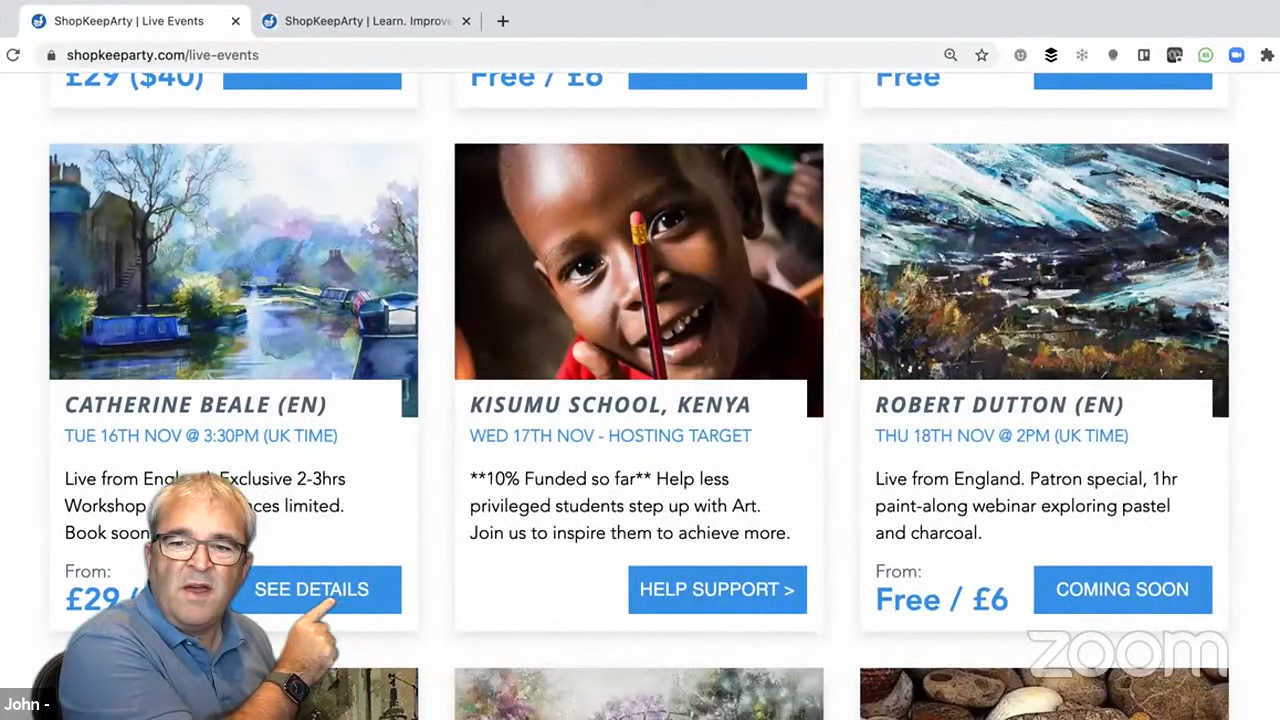 ShopKeepArty | Live Events
ShopKeepArty | Learn. Improve
shopkeeparty.com/live-events
£29 ($40)
Free / £6
Free
CATHERINE BEALE (EN)
TUE 16TH NOV @ 3:30PM (UK TIME)
Live from Exclusive 2-3hrs
Workshop limited.
Book soon
From:
£29 /
SEE DETAILS
KISUMU SCHOOL, KENYA
WED 17TH NOV - HOSTING TARGET
**10% Funded so far** Help less
privileged students step up with Art.
Join us to inspire them to achieve more.
HELP SUPPORT >
ROBERT DUTTON (EN)
THU 18TH NOV @ 2PM (UK TIME)
Live from England. Patron special, 1hr
paint-along webinar exploring pastel
and charcoal.
From:
Free / £6
COMING SOON
zoom
John -